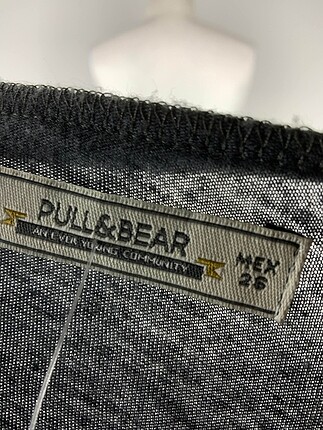 PULL&BEAR
AN EVER YOUNG COMMUNITY
MEX
26